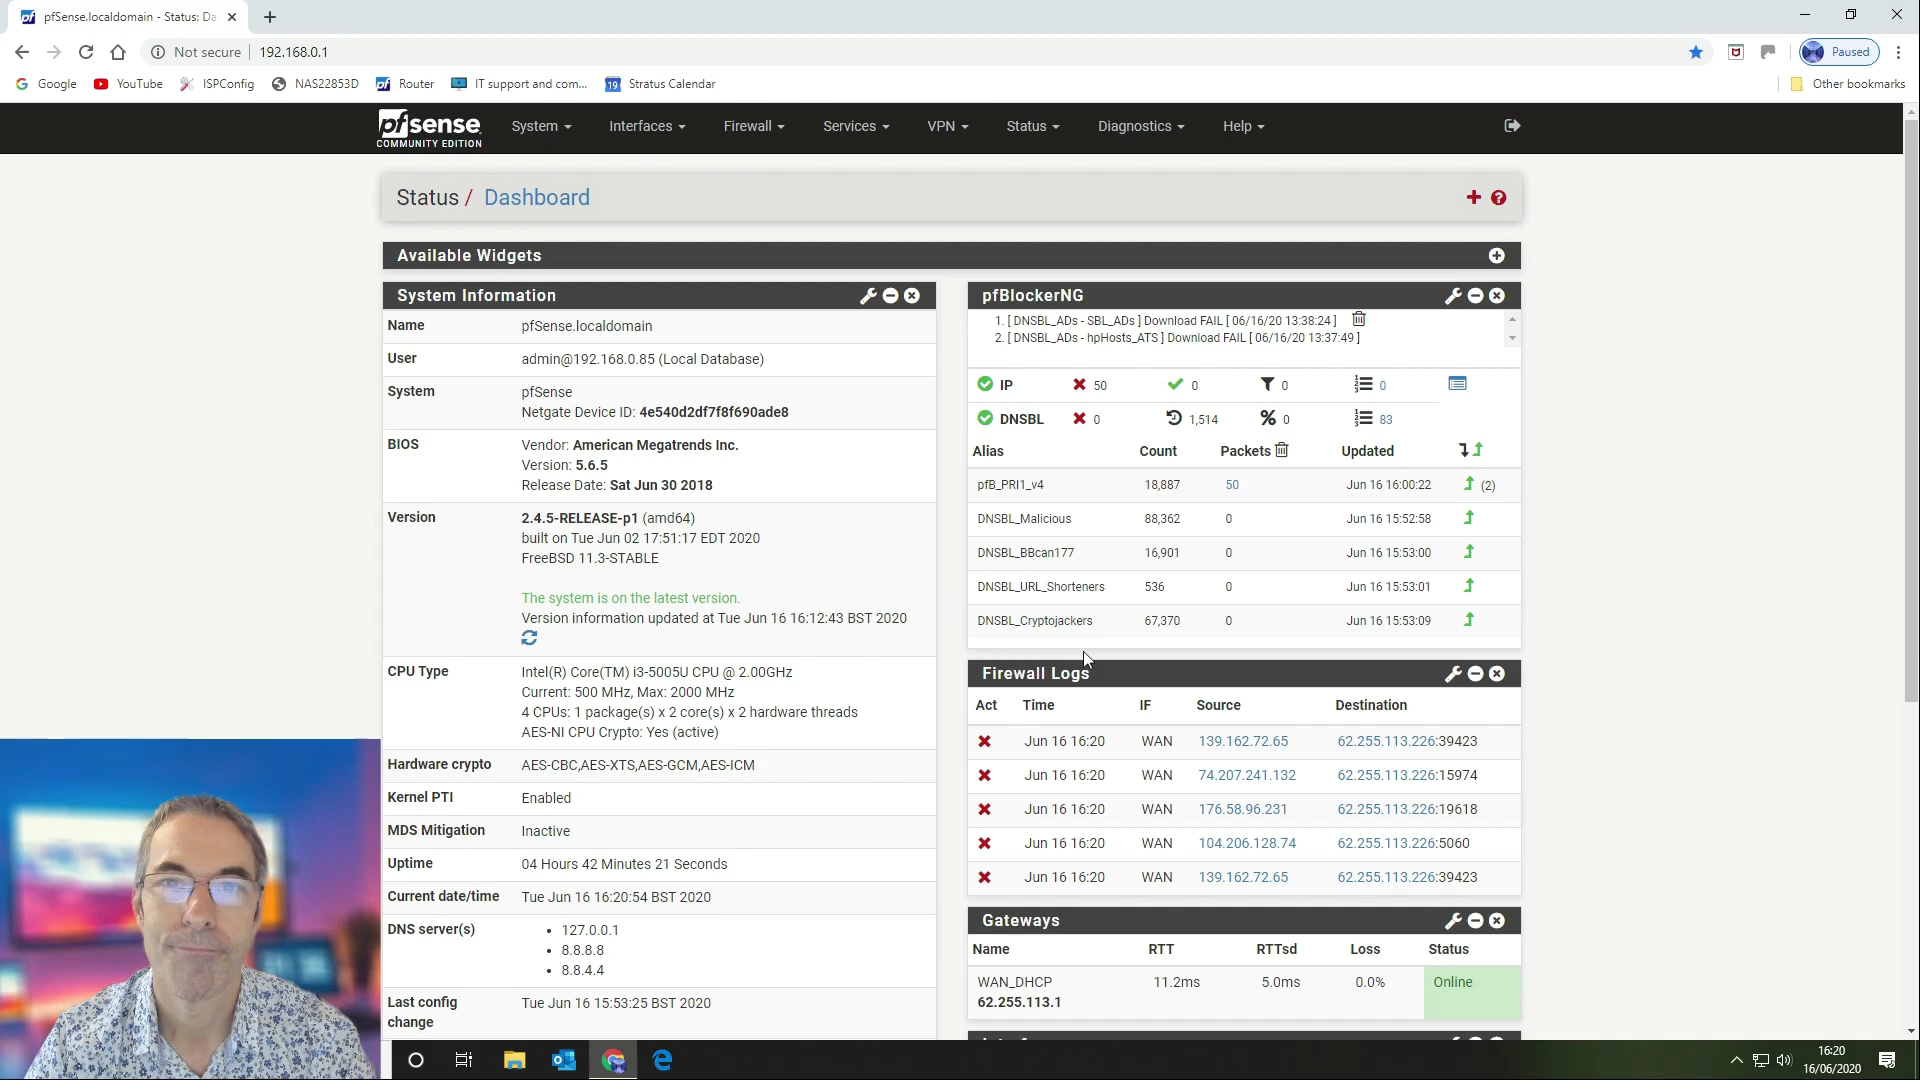 pfSense.localdomain - Status: Da
Not secure
192.168.0.1
Paused
Google
YouTube
ISPConfig
NAS22853D
Router
IT support and com...
19
Stratus Calendar
Other bookmarks
pfsense
COMMUNITY EDITION
System
Interfaces
Firewall
Services
VPN
Status
Diagnostics
Help
Status / Dashboard
Available Widgets
System Information
Name pfSense.localdomain
User admin@192.168.0.85 (Local Database)
System pfSense
Netgate Device ID: 4e540d2df7f8f690ade8
BIOS Vendor: American Megatrends Inc.
Version: 5.6.5
Release Date: Sat Jun 30 2018
Version 2.4.5-RELEASE-p1 (amd64)
built on Tue Jun 02 17:51:17 EDT 2020
FreeBSD 11.3-STABLE
The system is on the latest version.
Version information updated at Tue Jun 16 16:12:43 BST 2020
CPU Type Intel(R) Core(TM) i3-5005U CPU @ 2.00GHz
Current: 500 MHz, Max: 2000 MHz
4 CPUs: 1 package(s) x 2 core(s) x 2 hardware threads
AES-NI CPU Crypto: Yes (active)
Hardware crypto AES-CBC,AES-XTS,AES-GCM,AES-ICM
Kernel PTI Enabled
MDS Mitigation Inactive
Uptime 04 Hours 42 Minutes 21 Seconds
Current date/time Tue Jun 16 16:20:54 BST 2020
DNS server(s)
• 127.0.0.1
• 8.8.8.8
• 8.8.4.4
Last config change Tue Jun 16 15:53:25 BST 2020
pfBlockerNG
1. [ DNSBL_ADs - SBL_ADs ] Download FAIL [ 06/16/20 13:38:24 ]
2. [ DNSBL_ADs - hpHosts_ATS ] Download FAIL [ 06/16/20 13:37:49 ]
IP 50 0 0 0
DNSBL 0 1,514 % 0 83
Alias Count Packets Updated
pfB_PRI1_v4 18,887 50 Jun 16 16:00:22 (2)
DNSBL_Malicious 88,362 0 Jun 16 15:52:58
DNSBL_BBcan177 16,901 0 Jun 16 15:53:00
DNSBL_URL_Shorteners 536 0 Jun 16 15:53:01
DNSBL_Cryptojackers 67,370 0 Jun 16 15:53:09
Firewall Logs
Act Time IF Source Destination
Jun 16 16:20 WAN 139.162.72.65 62.255.113.226:39423
Jun 16 16:20 WAN 74.207.241.132 62.255.113.226:15974
Jun 16 16:20 WAN 176.58.96.231 62.255.113.226:19618
Jun 16 16:20 WAN 104.206.128.74 62.255.113.226:5060
Jun 16 16:20 WAN 139.162.72.65 62.255.113.226:39423
Gateways
Name RTT RTTsd Loss Status
WAN_DHCP 11.2ms 5.0ms 0.0% Online
62.255.113.1
16:20
16/06/2020